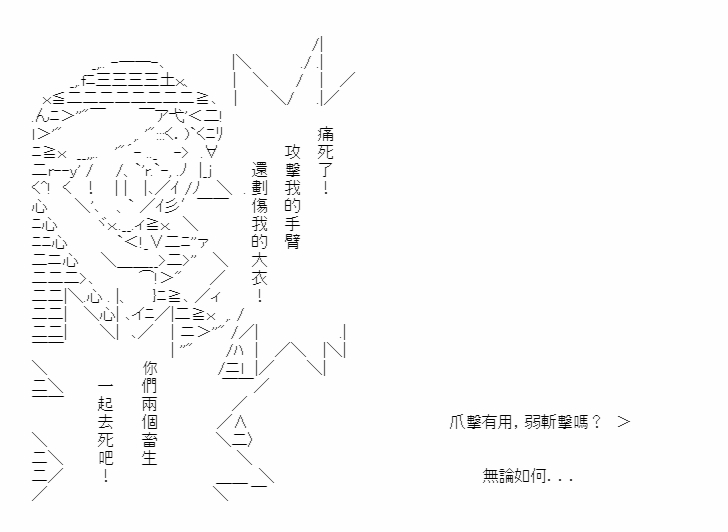 痛死了！
攻擊我的手臂
還劃傷我的大衣！
你們兩個畜生
一起去死吧！
爪擊有用，弱斬擊嗎？　＞
無論如何．．．